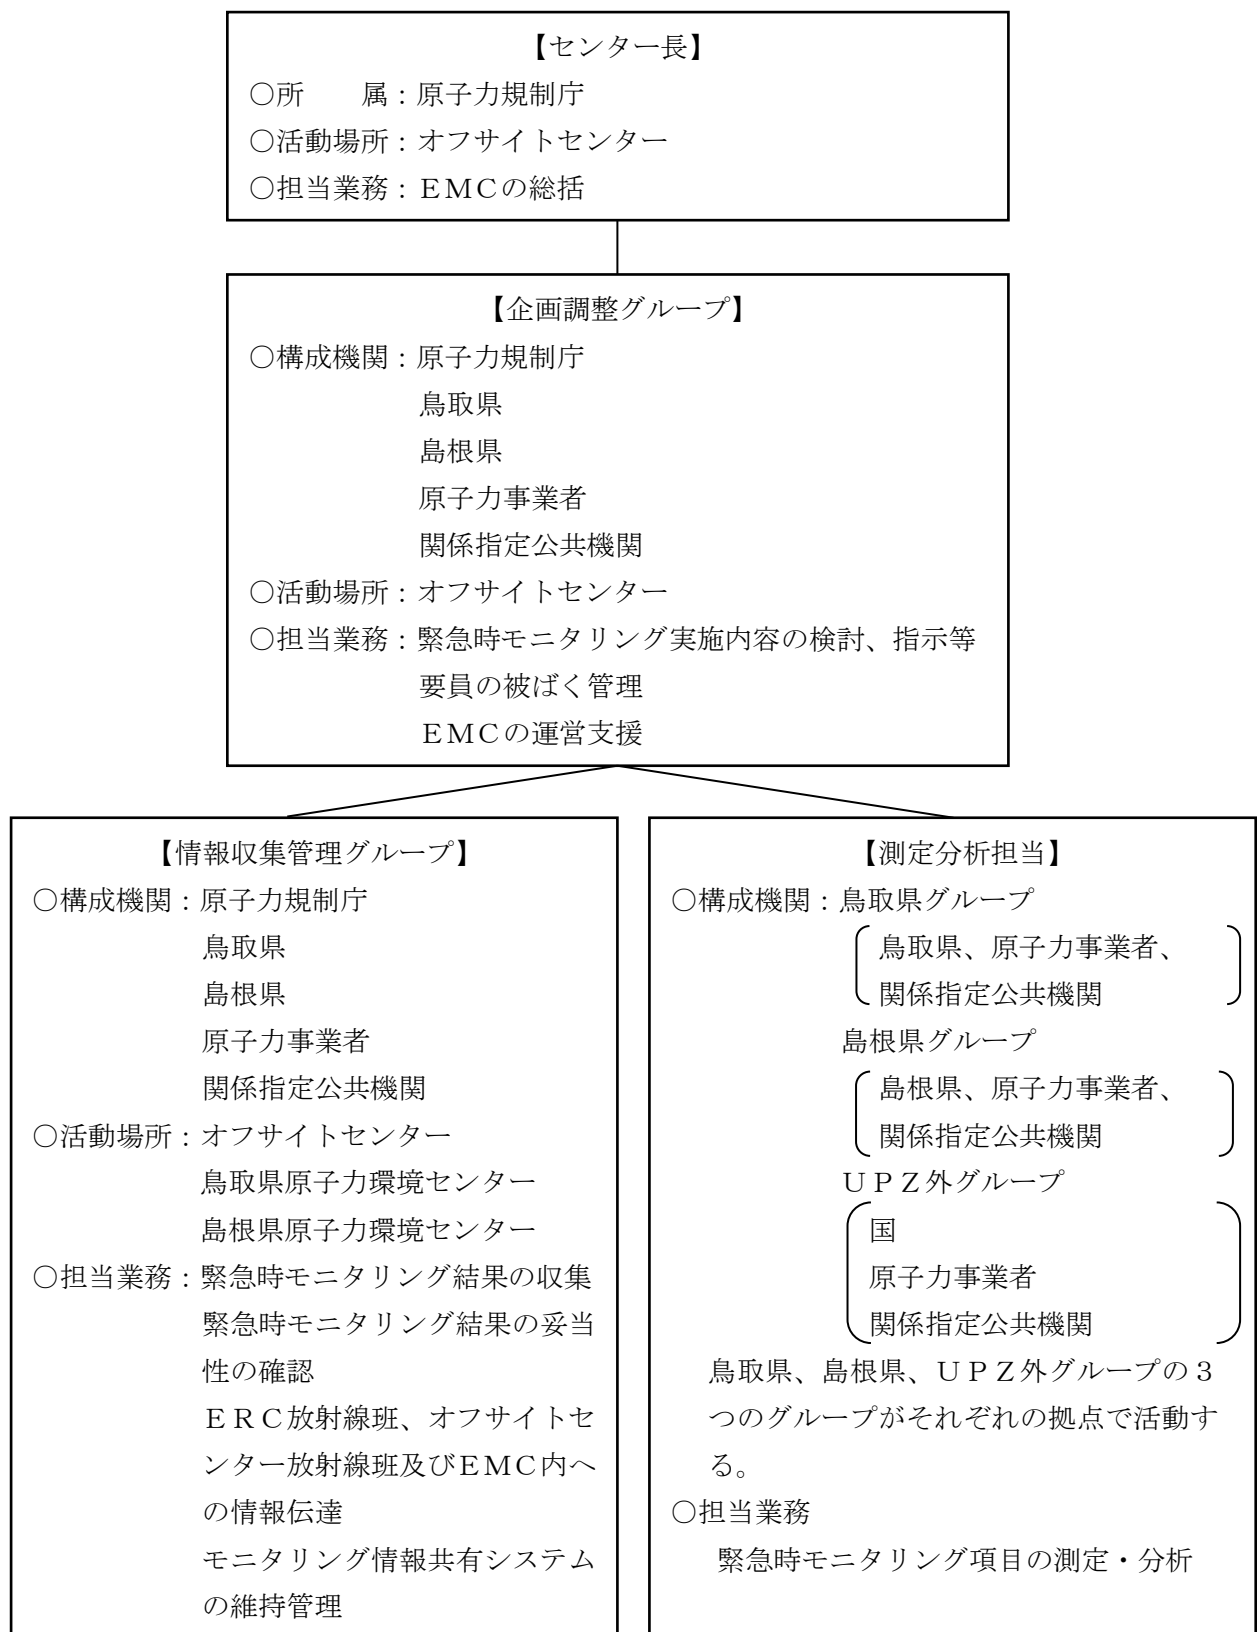 【センター長】
○所　　属：原子力規制庁
○活動場所：オフサイトセンター
○担当業務：ＥＭＣの総括
【企画調整グループ】
○構成機関：原子力規制庁
鳥取県
島根県
原子力事業者
関係指定公共機関
○活動場所：オフサイトセンター
○担当業務：緊急時モニタリング実施内容の検討、指示等
要員の被ばく管理
ＥＭＣの運営支援
【情報収集管理グループ】
○構成機関：原子力規制庁
鳥取県
島根県
原子力事業者
関係指定公共機関
○活動場所：オフサイトセンター
鳥取県原子力環境センター
島根県原子力環境センター
○担当業務：緊急時モニタリング結果の収集
緊急時モニタリング結果の妥当
性の確認
ＥＲＣ放射線班、オフサイトセ
ンター放射線班及びＥＭＣ内へ
の情報伝達
モニタリング情報共有システム
の維持管理
【測定分析担当】
○構成機関：鳥取県グループ
鳥取県、原子力事業者、
関係指定公共機関
島根県グループ
島根県、原子力事業者、
関係指定公共機関
ＵＰＺ外グループ
国
原子力事業者
関係指定公共機関
鳥取県、島根県、ＵＰＺ外グループの３
つのグループがそれぞれの拠点で活動す
る。
○担当業務
緊急時モニタリング項目の測定・分析